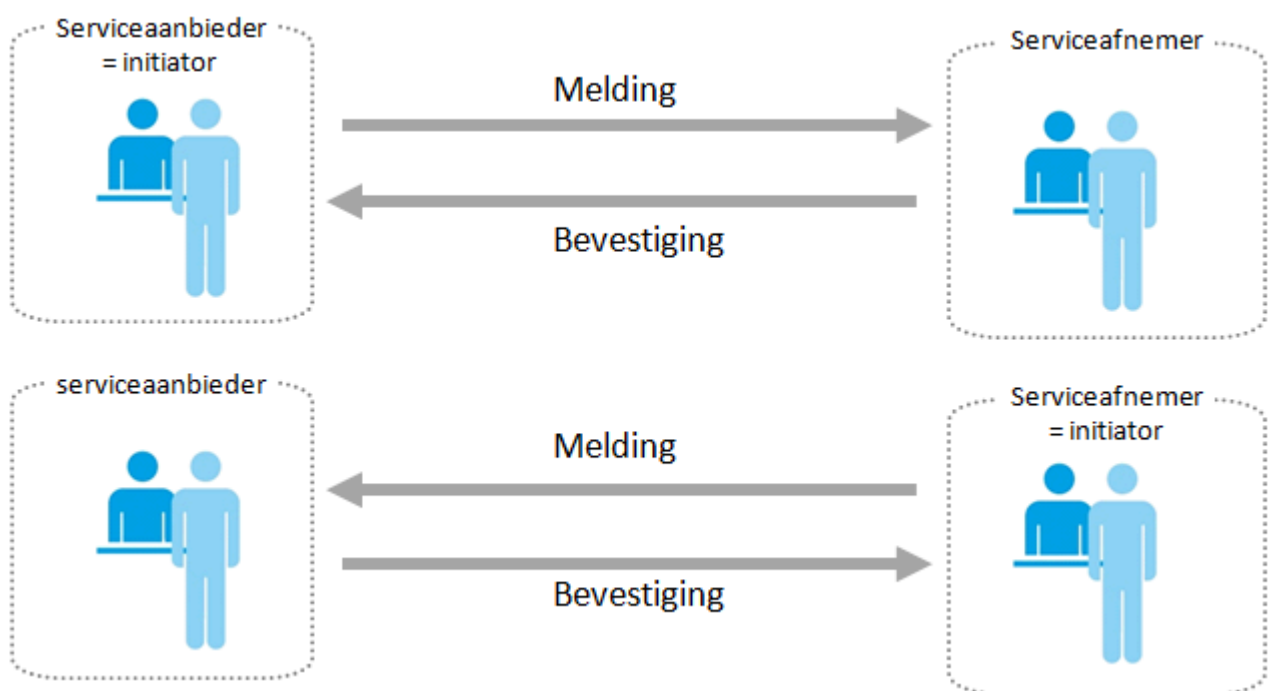 Serviceaanbieder
= initiator
Serviceafnemer
Melding
Bevestiging
serviceaanbieder
Serviceafnemer
= initiator
Melding
Bevestiging